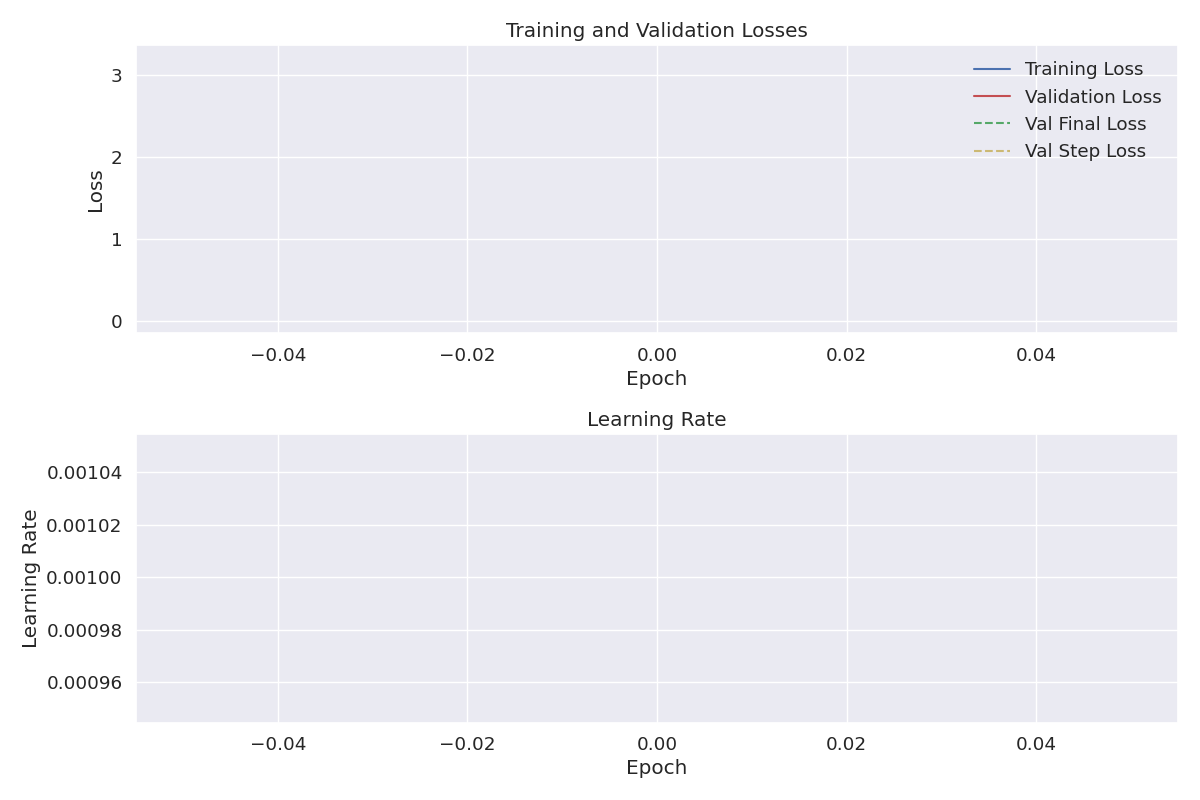 Training and Validation Losses
Training Loss
Validation Loss
Val Final Loss
Val Step Loss
Loss
3
2
1
0
−0.04 −0.02 0.00 0.02 0.04
Epoch
Learning Rate
Learning Rate
0.00104
0.00102
0.00100
0.00098
0.00096
−0.04 −0.02 0.00 0.02 0.04
Epoch